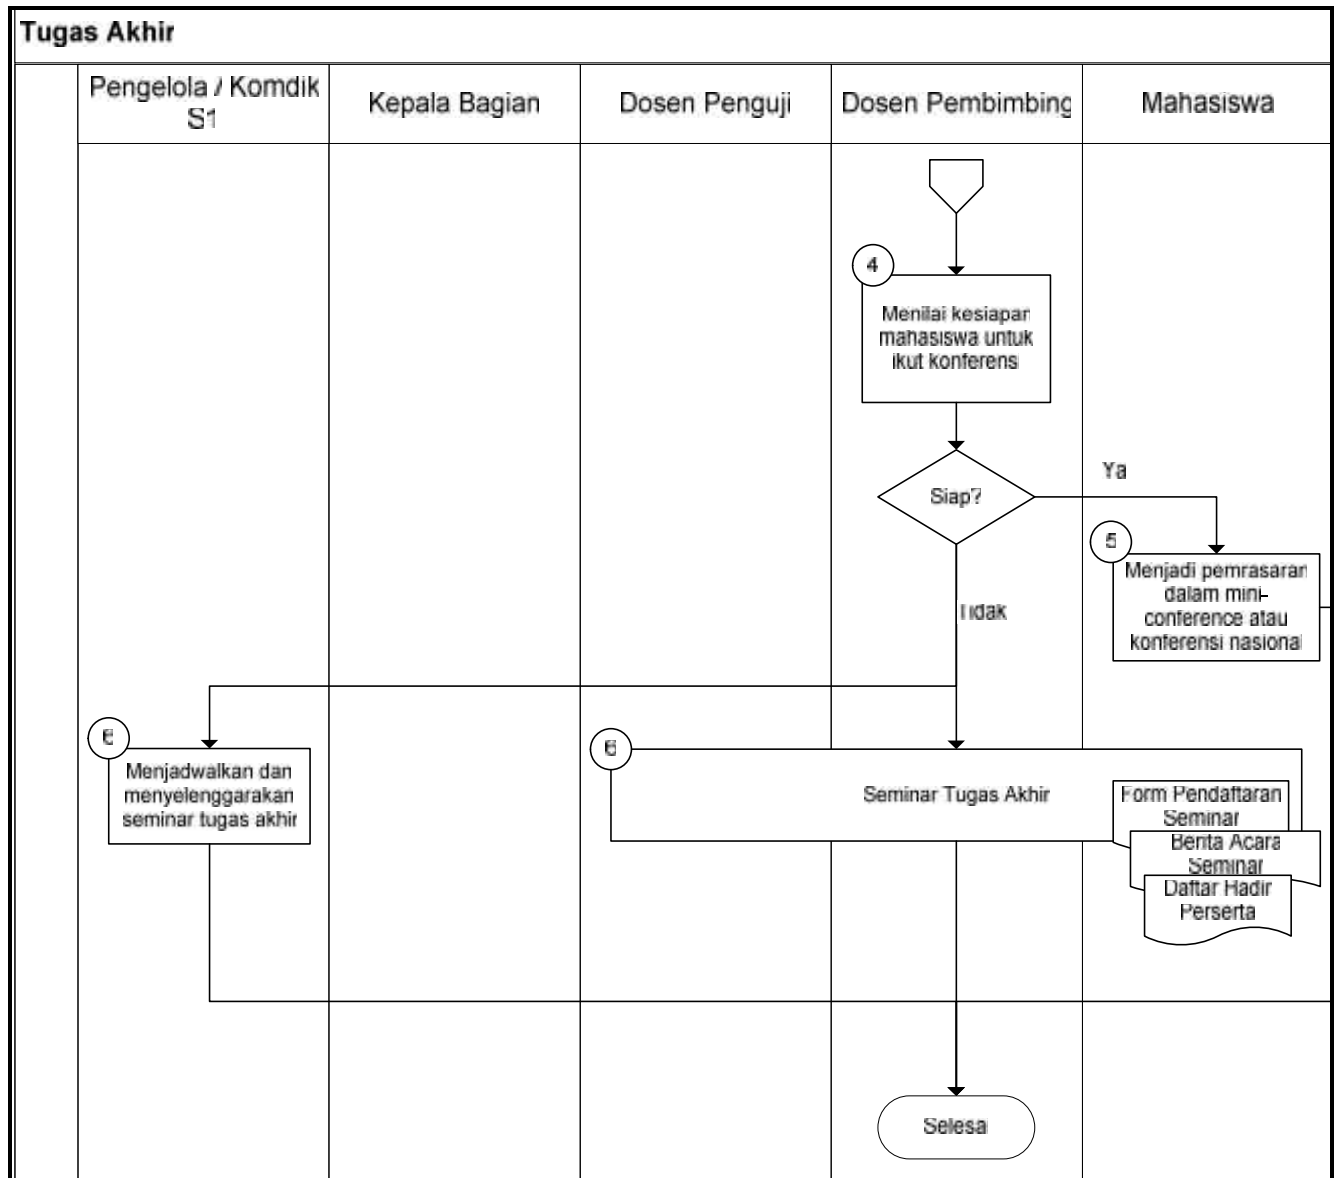 Tugas Akhir
Pengelola / Komdik
S1
Kepala Bagian
Dosen Penguji
Dosen Pembimbing
Mahasiswa
4
Menilai kesiapan
mahasiswa untuk
ikut konferensi
Siap?
Ya
5
Menjadi pemrasaran
dalam mini-
conference atau
konferensi nasional
Tidak
6
Menjadwalkan dan
menyelenggarakan
seminar tugas akhir
6
Seminar Tugas Akhir
Form Pendaftaran
Seminar
Berita Acara
Seminar
Daftar Hadir
Perserta
Selesa